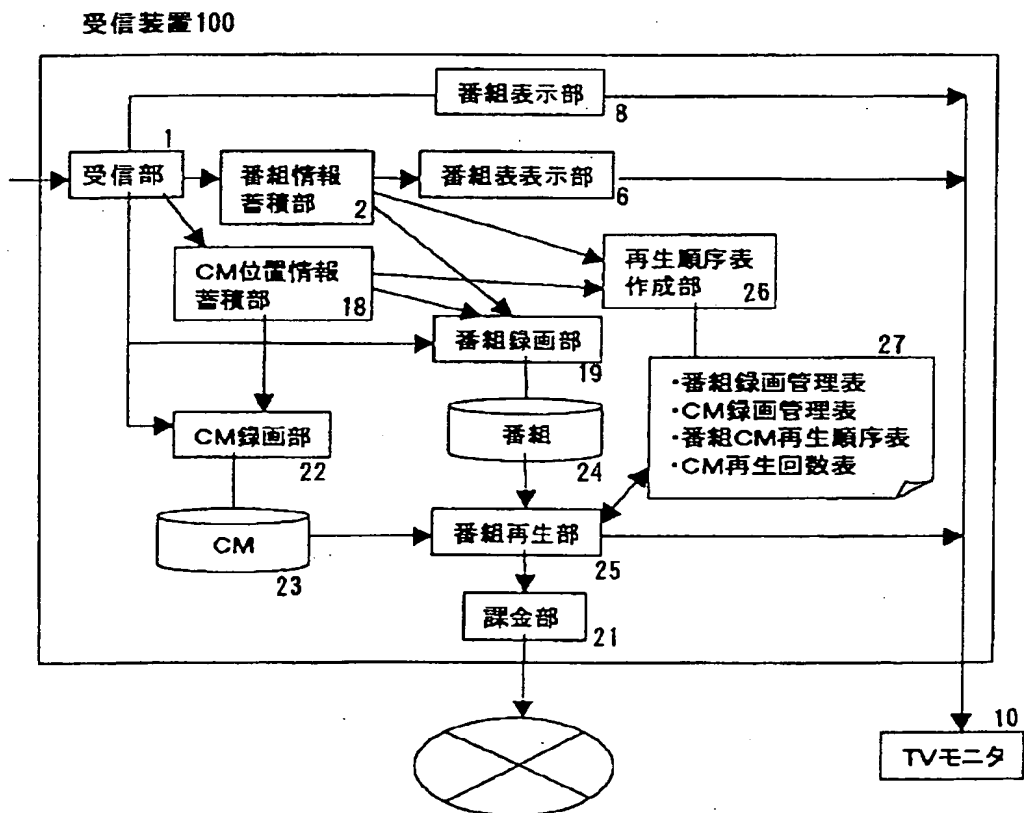 受信装置100
番組表示部
8
1
受信部
番組情報
蓄積部
2
番組表表示部
6
CM位置情報
蓄積部
18
再生順序表
作成部
26
番組録画部
19
27
・番組録画管理表
・CM録画管理表
・番組CM再生順序表
・CM再生回数表
CM録画部
22
番組
24
CM
23
番組再生部
25
課金部
21
10
TVモニタ